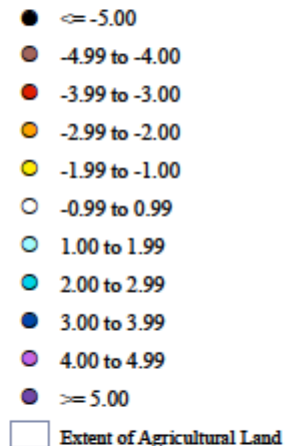 <= -5.00
-4.99 to -4.00
-3.99 to -3.00
-2.99 to -2.00
-1.99 to -1.00
-0.99 to 0.99
1.00 to 1.99
2.00 to 2.99
3.00 to 3.99
4.00 to 4.99
>= 5.00
Extent of Agricultural Land